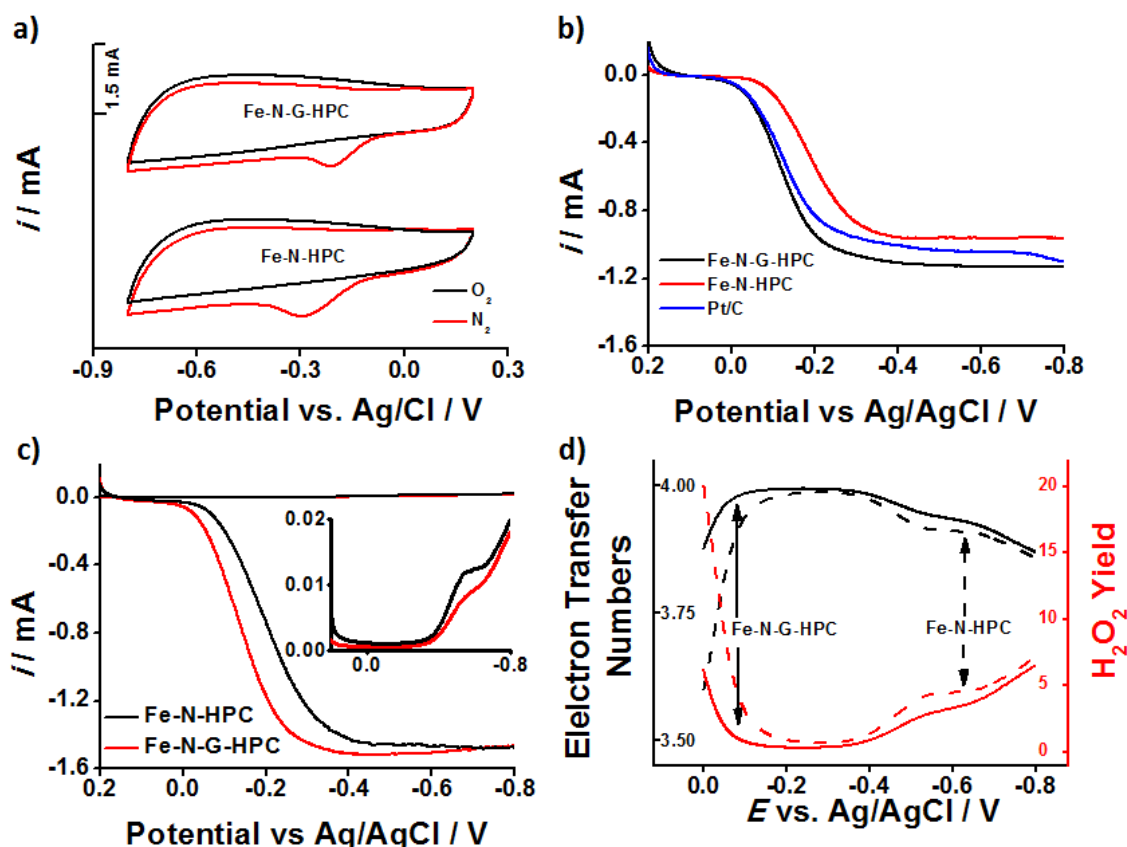 a)
1.5 mA
i / mA
Fe-N-G-HPC
Fe-N-HPC
O2
N2
-0.9 -0.6 -0.3 0.0 0.3
Potential vs. Ag/Cl / V
b)
i / mA
0.0
-0.4
-0.8
-1.2
-1.6
Fe-N-G-HPC
Fe-N-HPC
Pt/C
0.2 0.0 -0.2 -0.4 -0.6 -0.8
Potential vs Ag/AgCl / V
c)
i / mA
0.0
-0.4
-0.8
-1.2
-1.6
0.02
0.01
0.00
0.0 -0.8
Fe-N-HPC
Fe-N-G-HPC
0.2 0.0 -0.2 -0.4 -0.6 -0.8
Potential vs Ag/AgCl / V
d)
Elelctron Transfer
Numbers
4.00
3.75
3.50
Fe-N-G-HPC
Fe-N-HPC
20
15
10
5
0
H2O2 Yield
0.0 -0.2 -0.4 -0.6 -0.8
E vs. Ag/AgCl / V